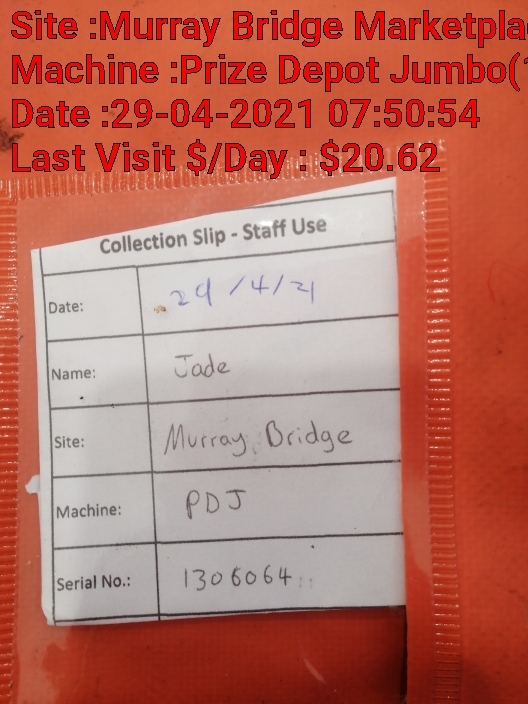 Site :Murray Bridge Marketpla
Machine :Prize Depot Jumbo(
Date :29-04-2021 07:50:54
Last Visit $/Day : $20.62
Collection Slip - Staff Use
Date: 29/4/21
Name: Jade
Site: Murray Bridge
Machine: PDJ
Serial No.: 1306064